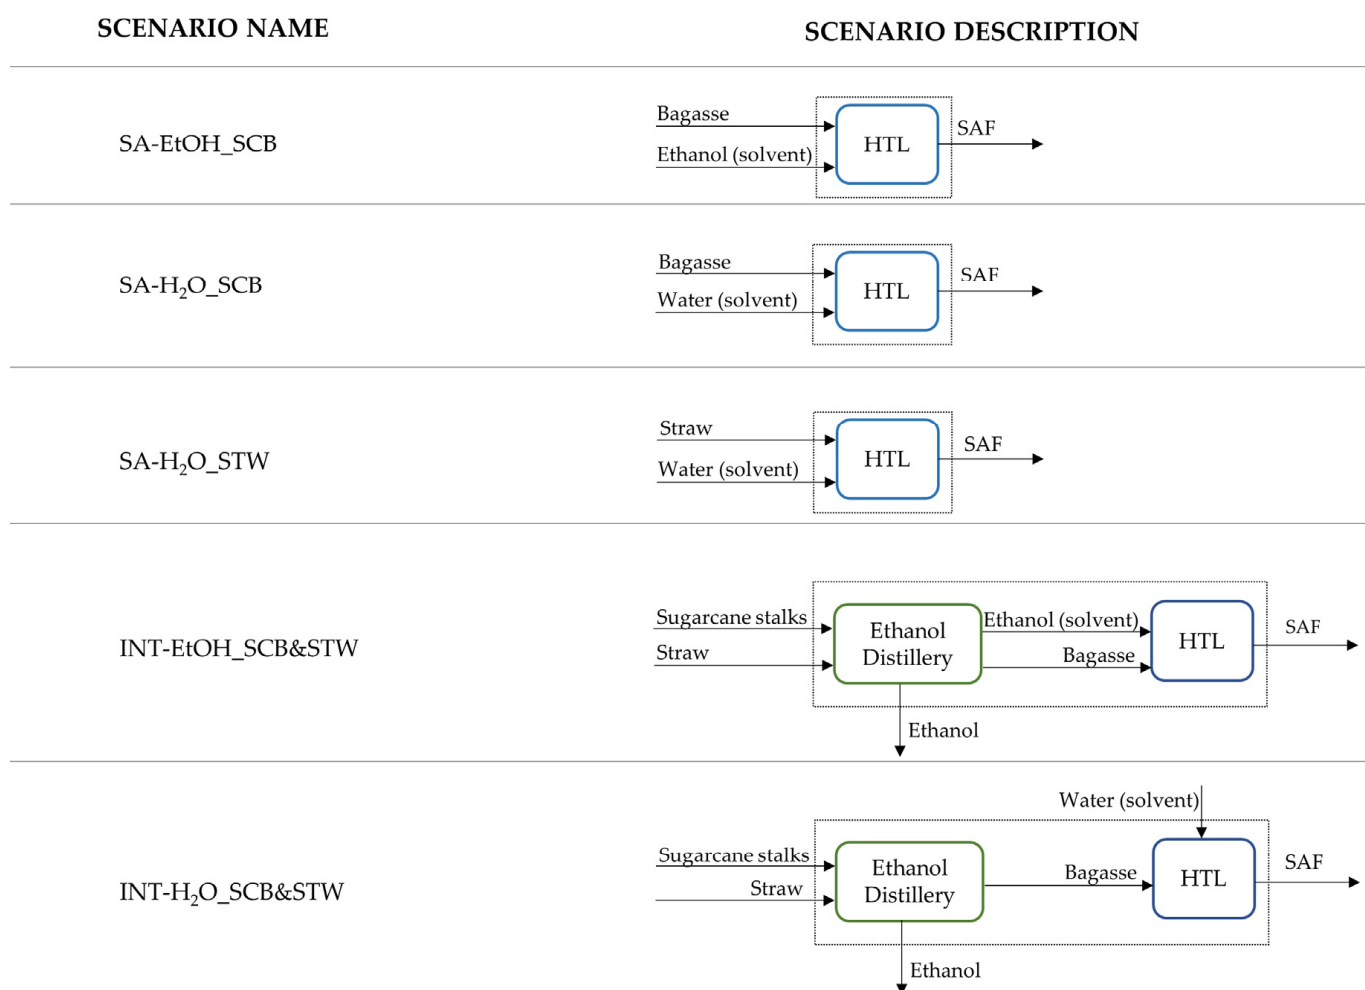 SCENARIO NAME
SCENARIO DESCRIPTION
SA-EtOH_SCB
Bagasse
Ethanol (solvent)
HTL
SAF
SA-H₂O_SCB
Bagasse
Water (solvent)
HTL
SAF
SA-H₂O_STW
Straw
Water (solvent)
HTL
SAF
INT-EtOH_SCB&STW
Sugarcane stalks
Straw
Ethanol
Distillery
Ethanol (solvent)
Bagasse
HTL
SAF
Ethanol
INT-H₂O_SCB&STW
Water (solvent)
Sugarcane stalks
Straw
Ethanol
Distillery
Bagasse
HTL
SAF
Ethanol